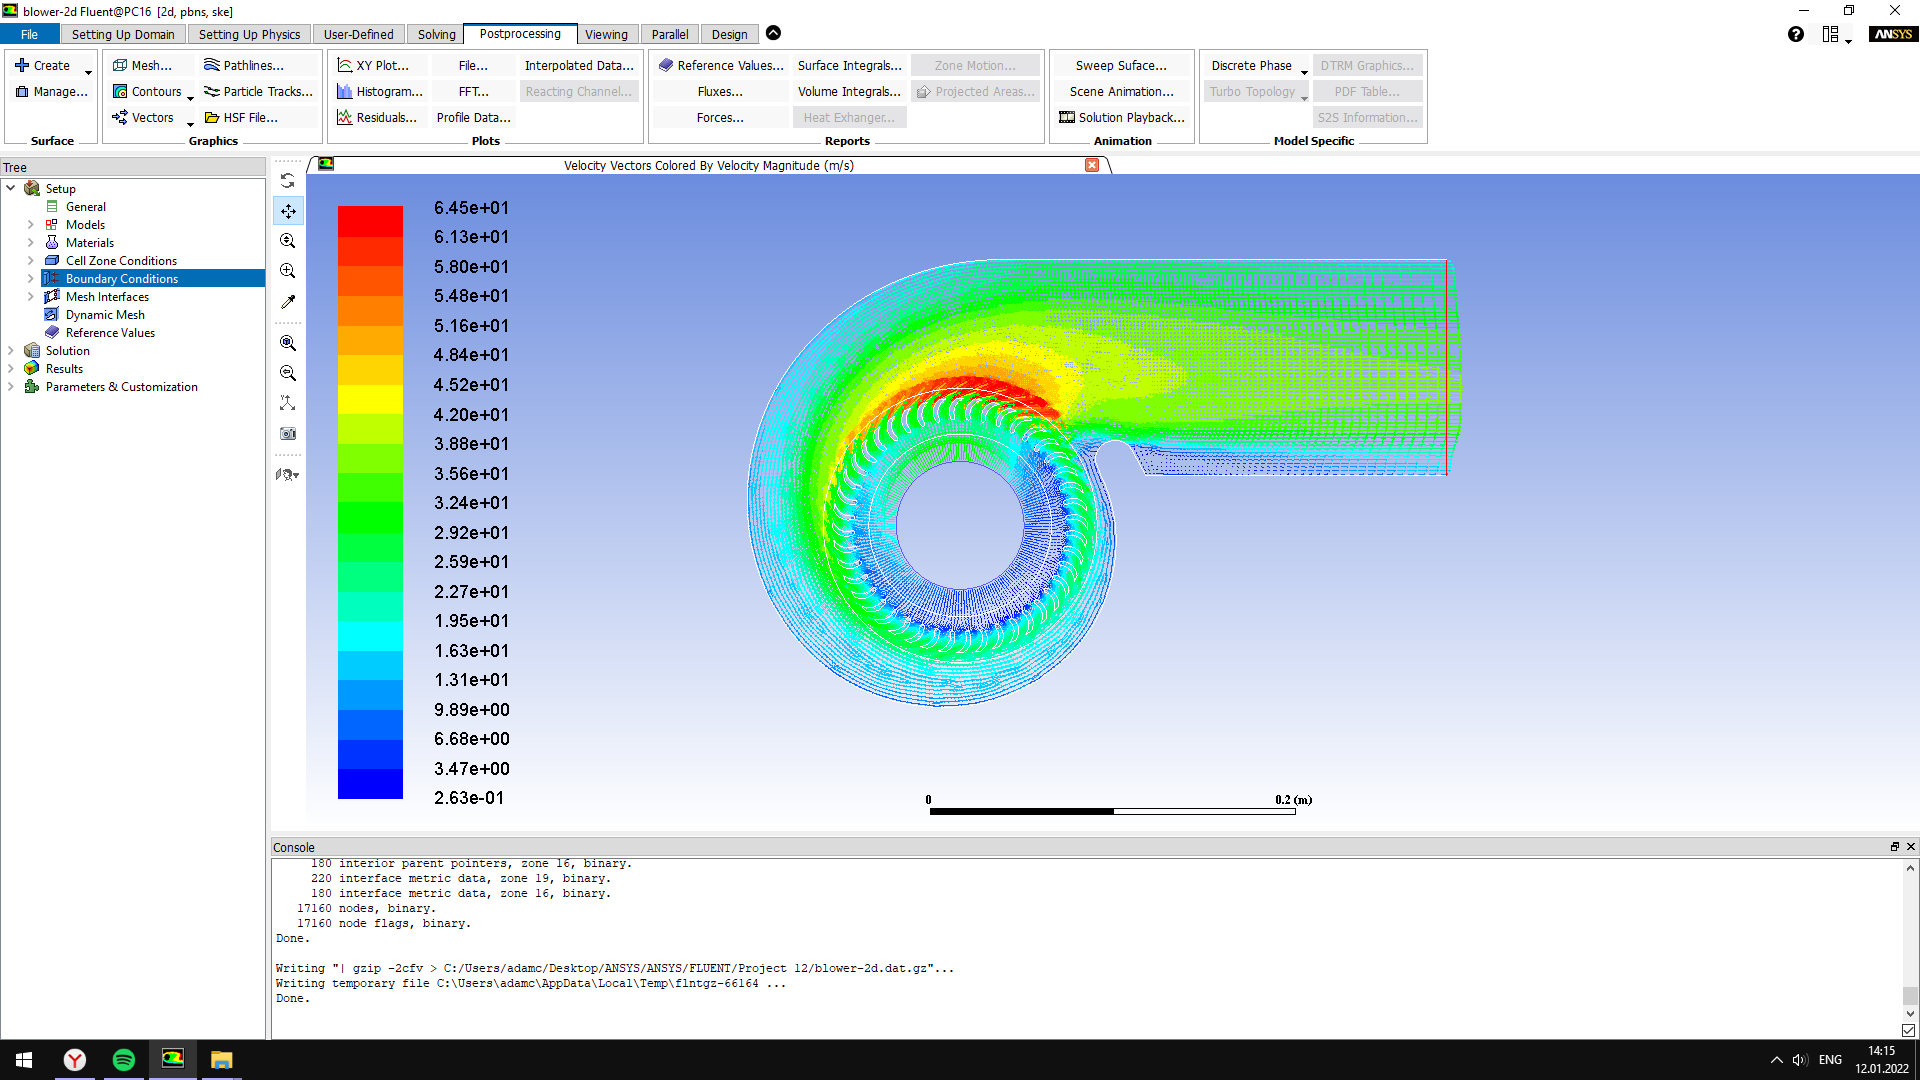 blower-2d Fluent@PC16 [2d, pbns, ske]
File Setting Up Domain Setting Up Physics User-Defined Solving Postprocessing Viewing Parallel Design
ANSYS
Create Mesh... Pathlines... XY Plot... File... Interpolated Data... Reference Values... Surface Integrals... Zone Motion... Sweep Suface... Discrete Phase DTRM Graphics...
Manage... Contours Particle Tracks... Histogram... FFT... Reacting Channel... Fluxes... Volume Integrals... Projected Areas... Scene Animation... Turbo Topology PDF Table...
Vectors HSF File... Residuals... Profile Data... Forces... Heat Exhanger... Solution Playback... S2S Information...
Surface Graphics Plots Reports Animation Model Specific
Tree
Setup
General
Models
Materials
Cell Zone Conditions
Boundary Conditions
Mesh Interfaces
Dynamic Mesh
Reference Values
Solution
Results
Parameters & Customization
Velocity Vectors Colored By Velocity Magnitude (m/s)
6.45e+01
6.13e+01
5.80e+01
5.48e+01
5.16e+01
4.84e+01
4.52e+01
4.20e+01
3.88e+01
3.56e+01
3.24e+01
2.92e+01
2.59e+01
2.27e+01
1.95e+01
1.63e+01
1.31e+01
9.89e+00
6.68e+00
3.47e+00
2.63e-01
0 0.2 (m)
Console
180 interior parent pointers, zone 16, binary.
220 interface metric data, zone 19, binary.
180 interface metric data, zone 16, binary.
17160 nodes, binary.
17160 node flags, binary.
Done.
Writing "| gzip -2cfv > C:/Users/adamc/Desktop/ANSYS/ANSYS/FLUENT/Project 12/blower-2d.dat.gz"...
Writing temporary file C:\Users\adamc\AppData\Local\Temp\flntgz-66164 ...
Done.
ENG
14:15
12.01.2022